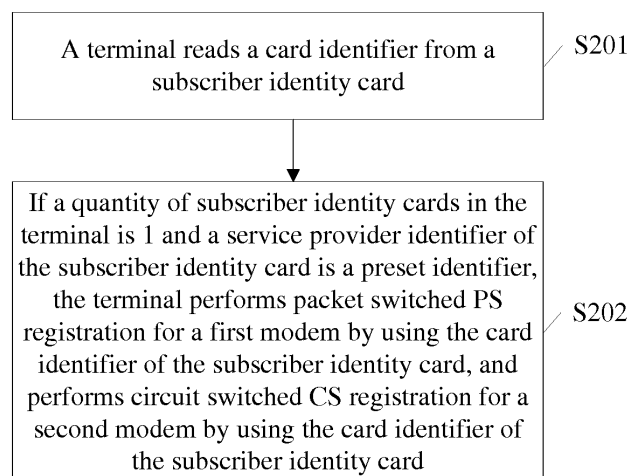 A terminal reads a card identifier from a
subscriber identity card
S201
If a quantity of subscriber identity cards in the
terminal is 1 and a service provider identifier of
the subscriber identity card is a preset identifier,
the terminal performs packet switched PS
registration for a first modem by using the card
identifier of the subscriber identity card, and
performs circuit switched CS registration for a
second modem by using the card identifier of
the subscriber identity card
S202